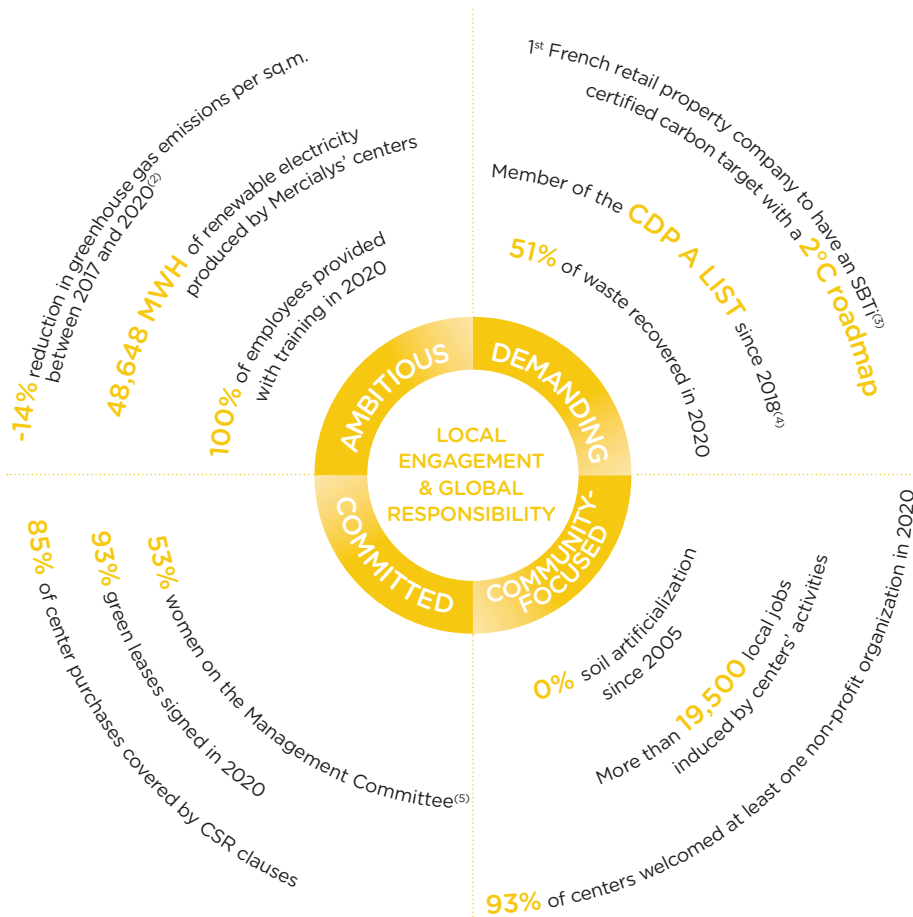 -14% reduction in greenhouse gas emissions per sq.m.
between 2017 and 2020(2)
48,648 MWH of renewable electricity
produced by Mercialys’ centers
100% of employees provided
with training in 2020
1st French retail property company to have an SBTi(3)
certified carbon target with a 2°C roadmap
Member of the CDP A LIST since 2018(4)
51% of waste recovered in 2020
AMBITIOUS
DEMANDING
LOCAL
ENGAGEMENT
& GLOBAL
RESPONSIBILITY
COMMITTED
COMMUNITY-
FOCUSED
53% women on the Management Committee(5)
93% green leases signed in 2020
85% of center purchases covered by CSR clauses
0% soil artificialization
since 2005
More than 19,500 local jobs
induced by centers’ activities
93% of centers welcomed at least one non-profit organization in 2020